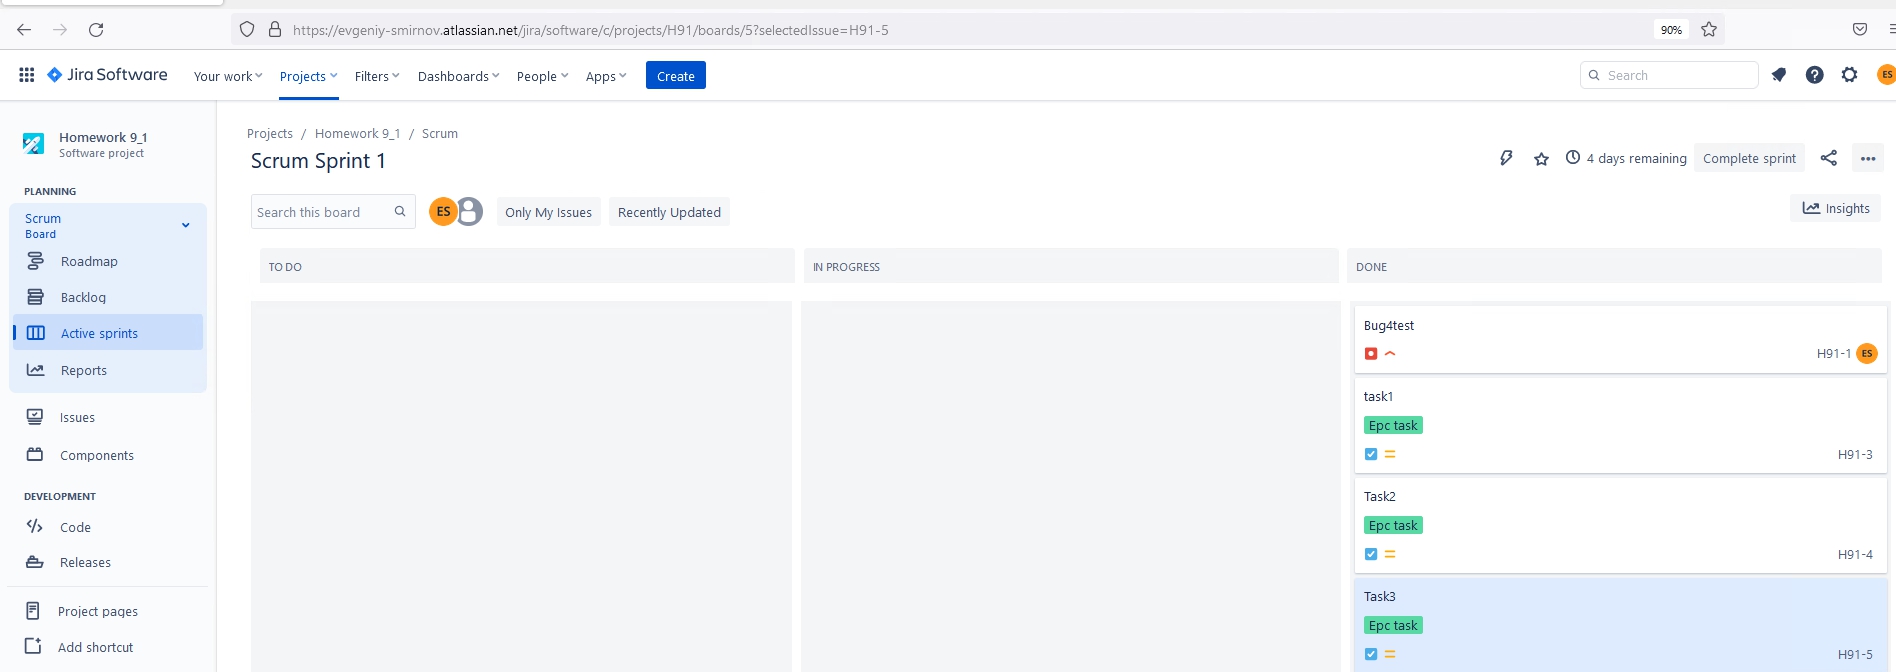 https://evgeniy-smirnov.atlassian.net/jira/software/c/projects/H91/boards/5?selectedIssue=H91-5
90%
Jira Software
Your work
Projects
Filters
Dashboards
People
Apps
Create
Search
ES
Homework 9_1
Software project
PLANNING
Scrum
Board
Roadmap
Backlog
Active sprints
Reports
Issues
Components
DEVELOPMENT
Code
Releases
Project pages
Add shortcut
Projects / Homework 9_1 / Scrum
Scrum Sprint 1
4 days remaining
Complete sprint
Search this board
ES
Only My Issues
Recently Updated
Insights
TO DO
IN PROGRESS
DONE
Bug4test
H91-1
ES
task1
Epc task
H91-3
Task2
Epc task
H91-4
Task3
Epc task
H91-5